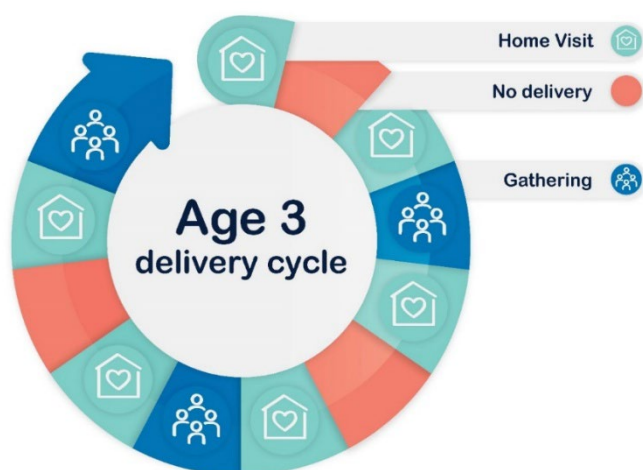 Home Visit
No delivery
Gathering
Age 3
delivery cycle